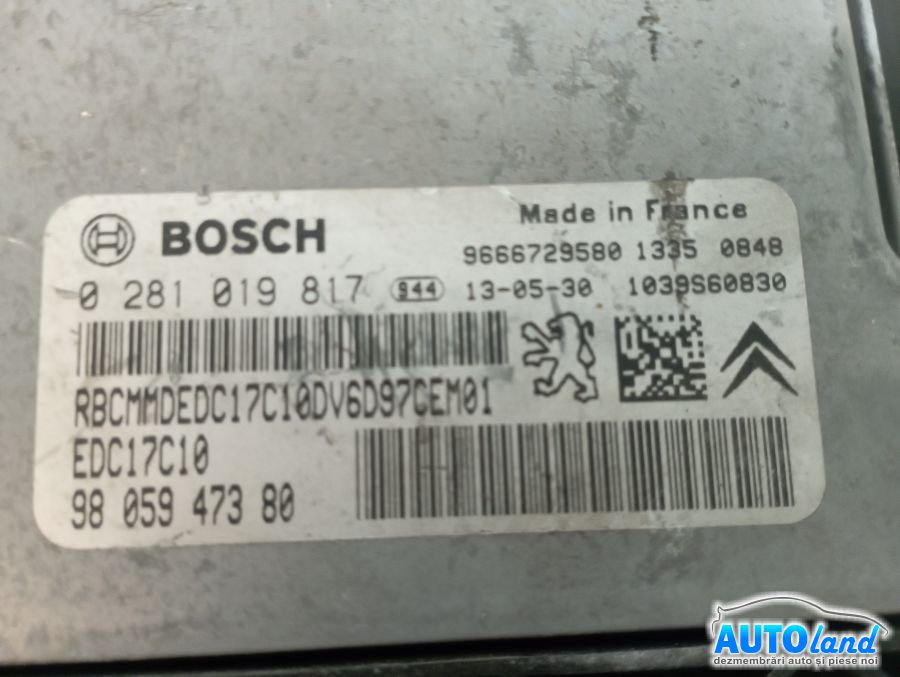 BOSCH
Made in France
9666729580 1335 0848
0 281 019 817 944 13-05-30 1039S60830
RBCMMDEDC17C10DV6D97CEM01
EDC17C10
98 059 473 80
AUTOland
dezmembrări auto și piese noi